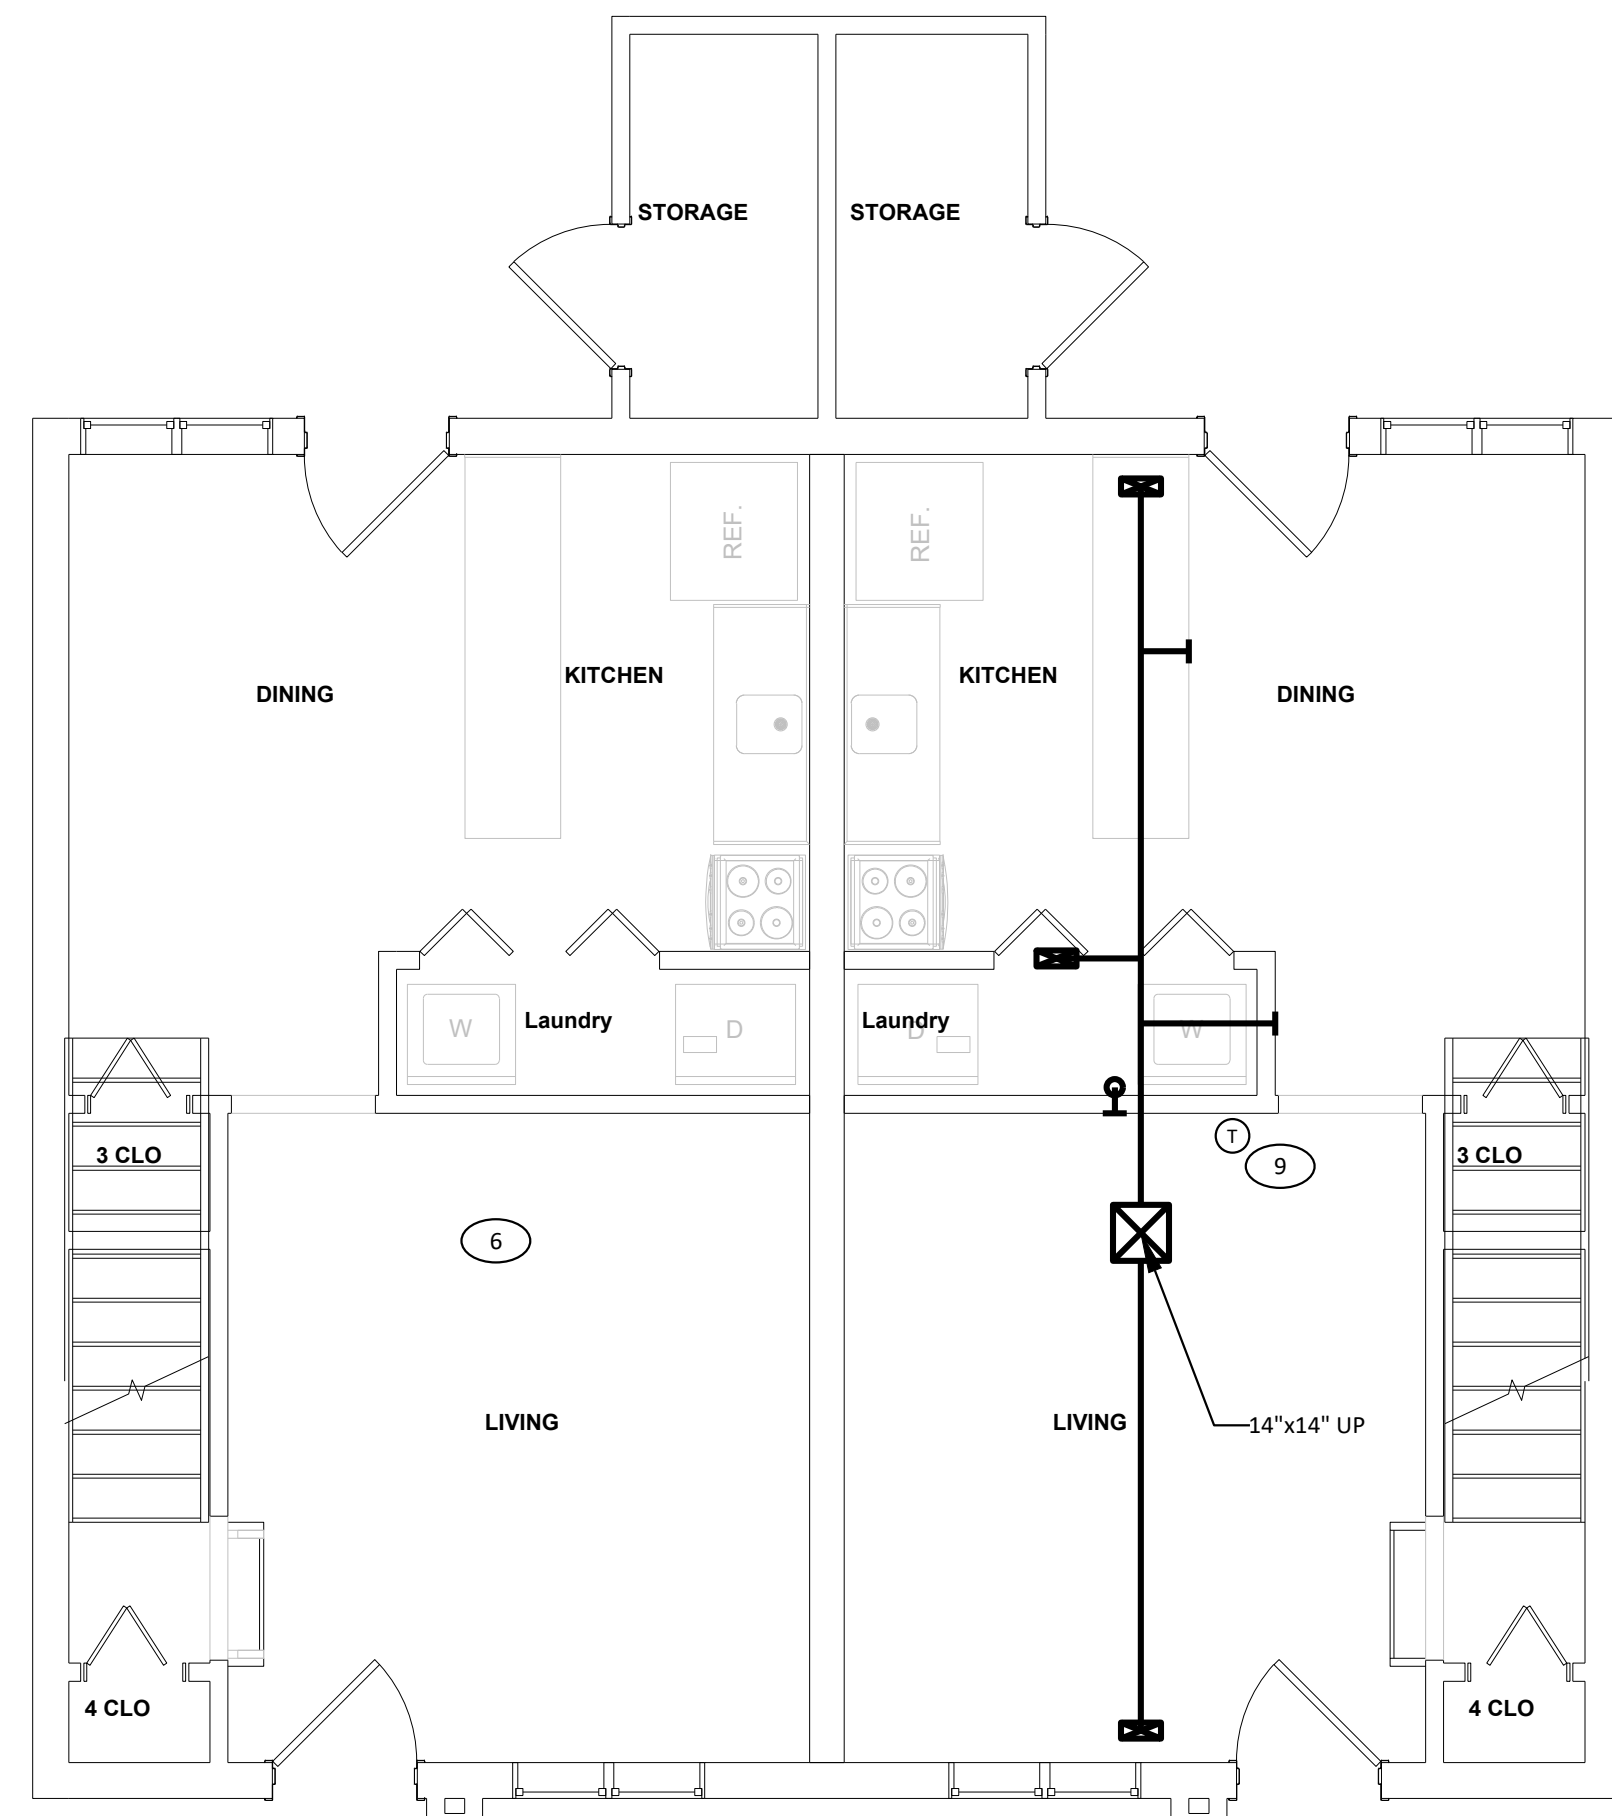 STORAGE
STORAGE
REF.
REF.
KITCHEN
KITCHEN
DINING
DINING
Laundry
Laundry
W
D
D
W
T
3 CLO
3 CLO
9
6
LIVING
LIVING
14"x14" UP
4 CLO
4 CLO